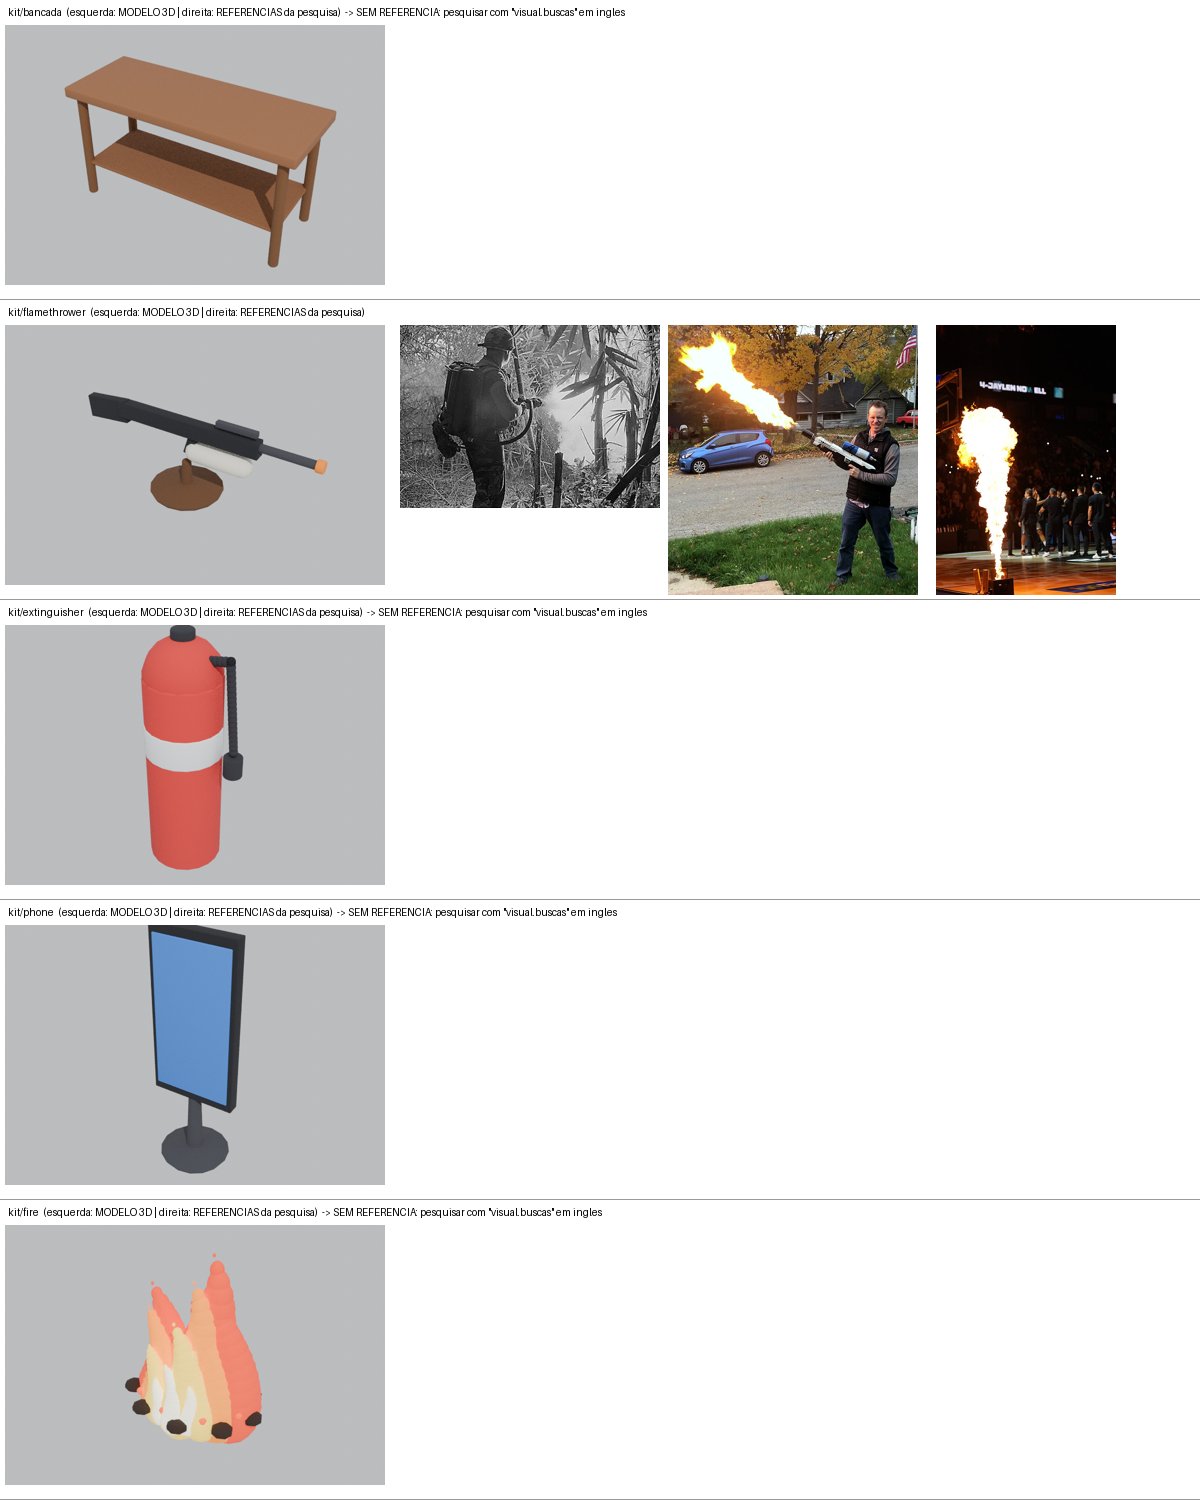 kit/bancada (esquerda: MODELO 3D | direita: REFERENCIAS da pesquisa) -> SEM REFERENCIA: pesquisar com "visual.buscas" em ingles
kit/flamethrower (esquerda: MODELO 3D | direita: REFERENCIAS da pesquisa)
4-JAYLEN NOWELL
kit/extinguisher (esquerda: MODELO 3D | direita: REFERENCIAS da pesquisa) -> SEM REFERENCIA: pesquisar com "visual.buscas" em ingles
kit/phone (esquerda: MODELO 3D | direita: REFERENCIAS da pesquisa) -> SEM REFERENCIA: pesquisar com "visual.buscas" em ingles
kit/fire (esquerda: MODELO 3D | direita: REFERENCIAS da pesquisa) -> SEM REFERENCIA: pesquisar com "visual.buscas" em ingles